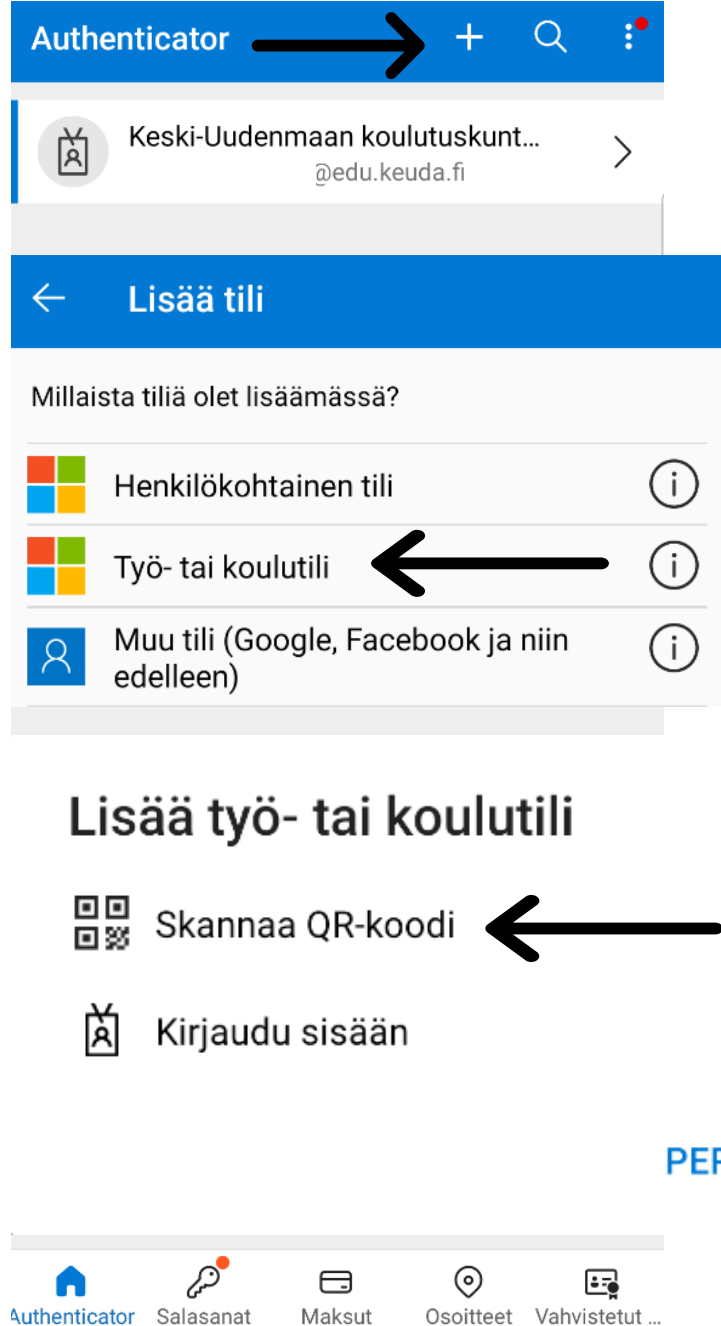 Authenticator
Keski-Uudenmaan koulutuskunt...
@edu.keuda.fi
Lisää tili
Millaista tiliä olet lisäämässä?
Henkilökohtainen tili
Työ- tai koulutili
Muu tili (Google, Facebook ja niin
edelleen)
Lisää työ- tai koulutili
Skannaa QR-koodi
Kirjaudu sisään
PER
Authenticator Salasanat Maksut Osoitteet Vahvistetut ...